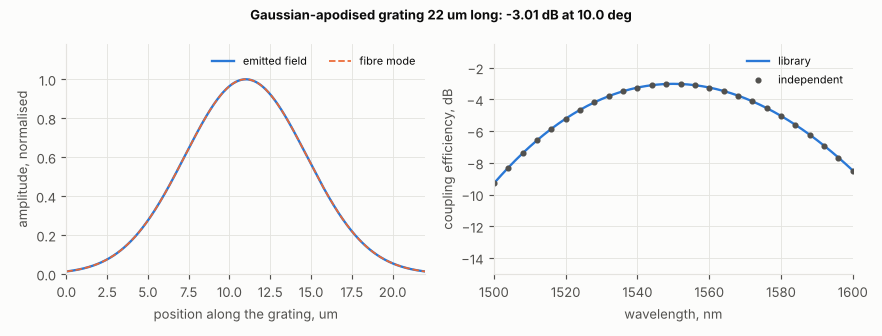 Gaussian-apodised grating 22 um long: -3.01 dB at 10.0 deg
emitted field
fibre mode
amplitude, normalised
1.0
0.8
0.6
0.4
0.2
0.0
0.0 2.5 5.0 7.5 10.0 12.5 15.0 17.5 20.0
position along the grating, um
library
independent
coupling efficiency, dB
−2
−4
−6
−8
−10
−12
−14
1500 1520 1540 1560 1580 1600
wavelength, nm